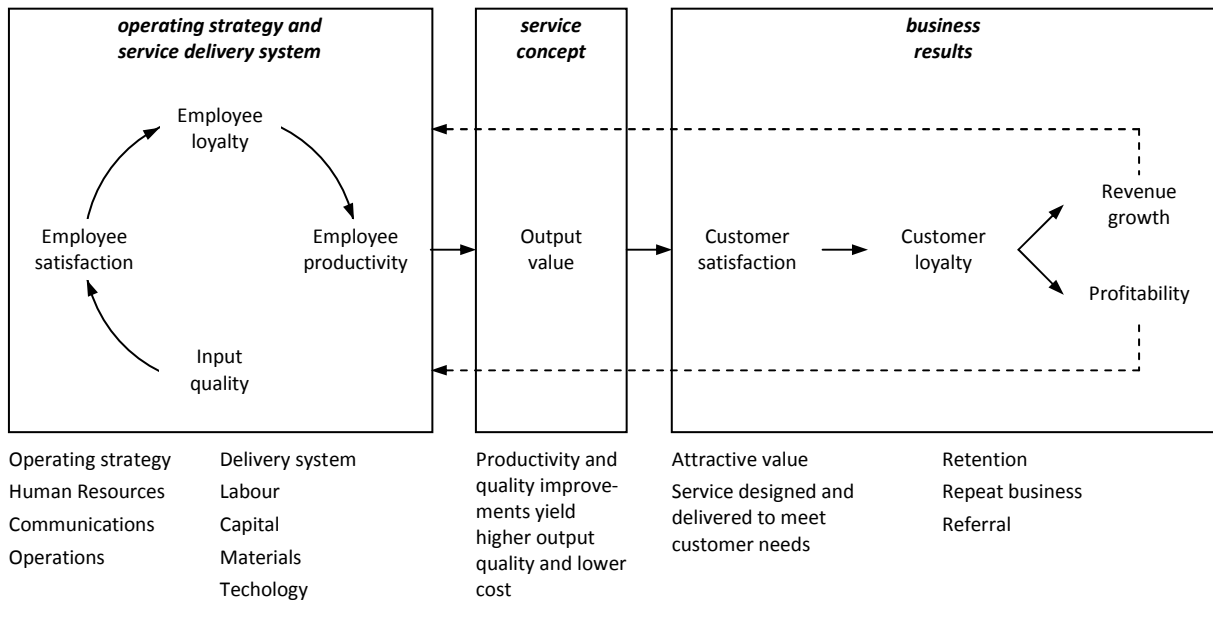 operating strategy and
service delivery system
service
concept
business
results
Employee
loyalty
Employee
satisfaction
Employee
productivity
Input
quality
Output
value
Customer
satisfaction
Customer
loyalty
Revenue
growth
Profitability
Operating strategy
Human Resources
Communications
Operations
Delivery system
Labour
Capital
Materials
Techology
Productivity and
quality improve-
ments yield
higher output
quality and lower
cost
Attractive value
Service designed and
delivered to meet
customer needs
Retention
Repeat business
Referral